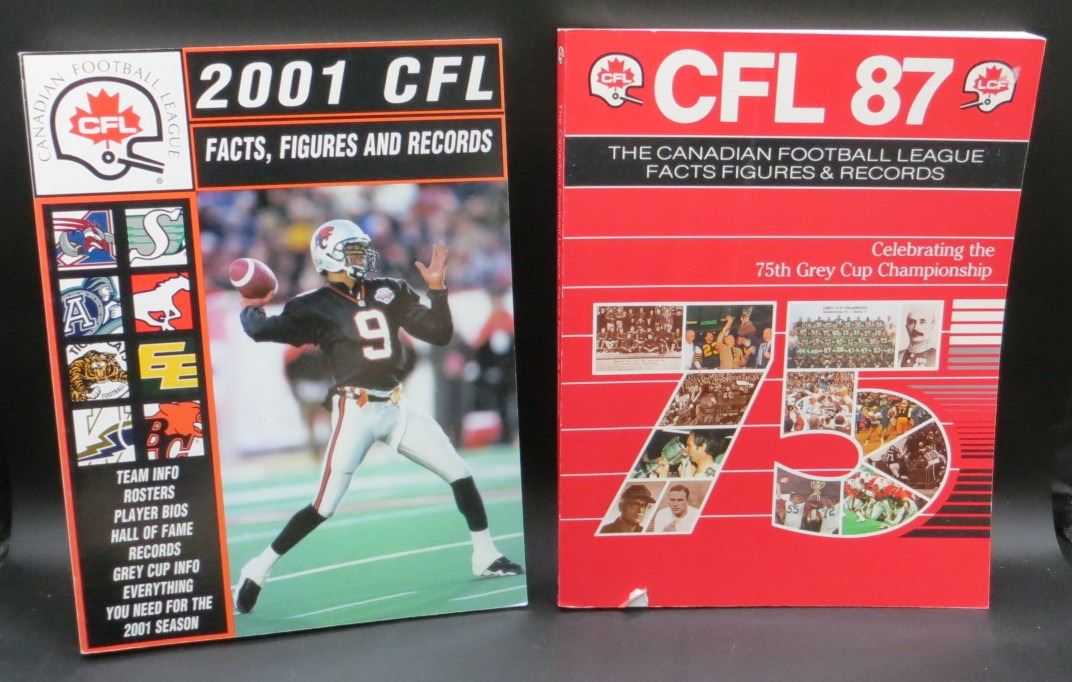 CANADIAN FOOTBALL LEAGUE
CFL
2001 CFL
FACTS, FIGURES AND RECORDS
S
A
EE
BC
9
TEAM INFO
ROSTERS
PLAYER BIOS
HALL OF FAME
RECORDS
GREY CUP INFO
EVERYTHING
YOU NEED FOR THE
2001 SEASON
CFL
CFL 87
LCF
THE CANADIAN FOOTBALL LEAGUE
FACTS FIGURES & RECORDS
Celebrating the
75th Grey Cup Championship
75